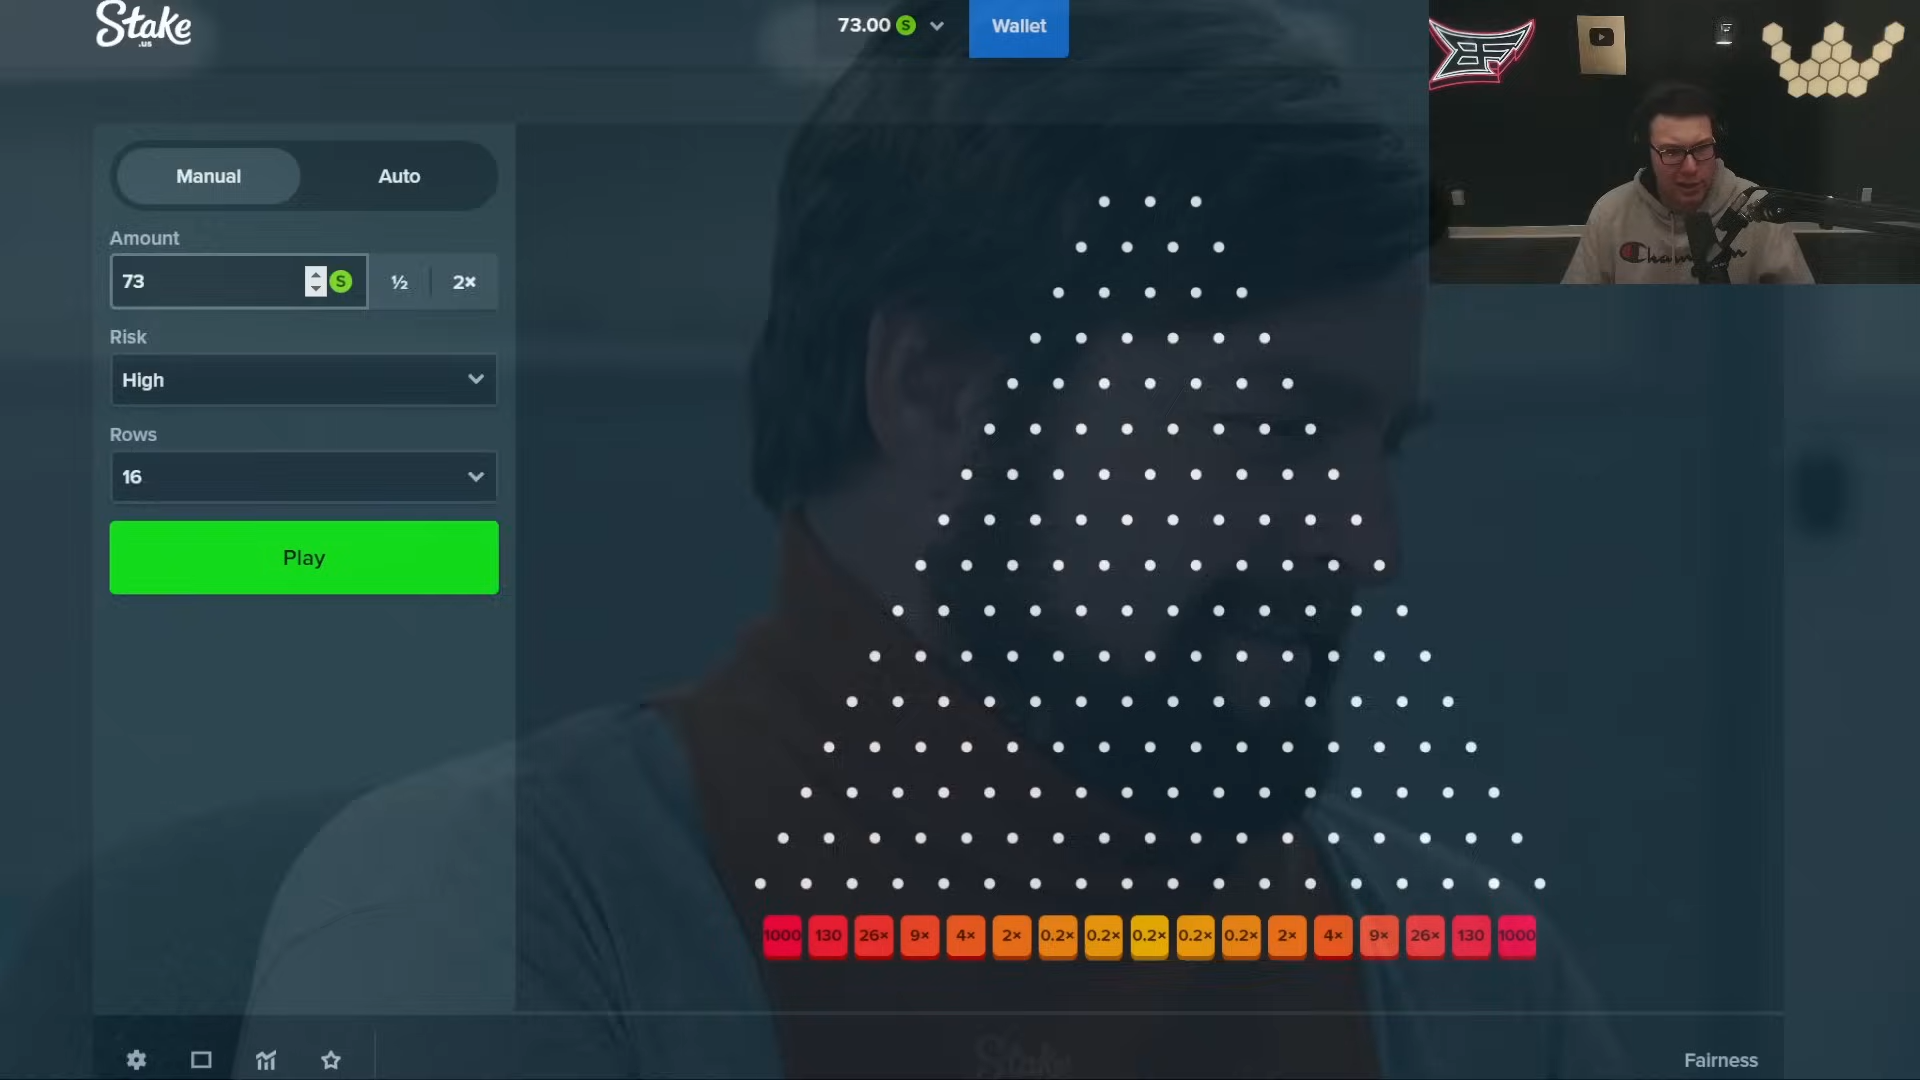 Stake
.us
73.00 S
Wallet
Manual
Auto
Amount
73
S
½
2×
Risk
High
Rows
16
Play
1000 130 26× 9× 4× 2× 0.2× 0.2× 0.2× 0.2× 0.2× 2× 4× 9× 26× 130 1000
Stake
Fairness